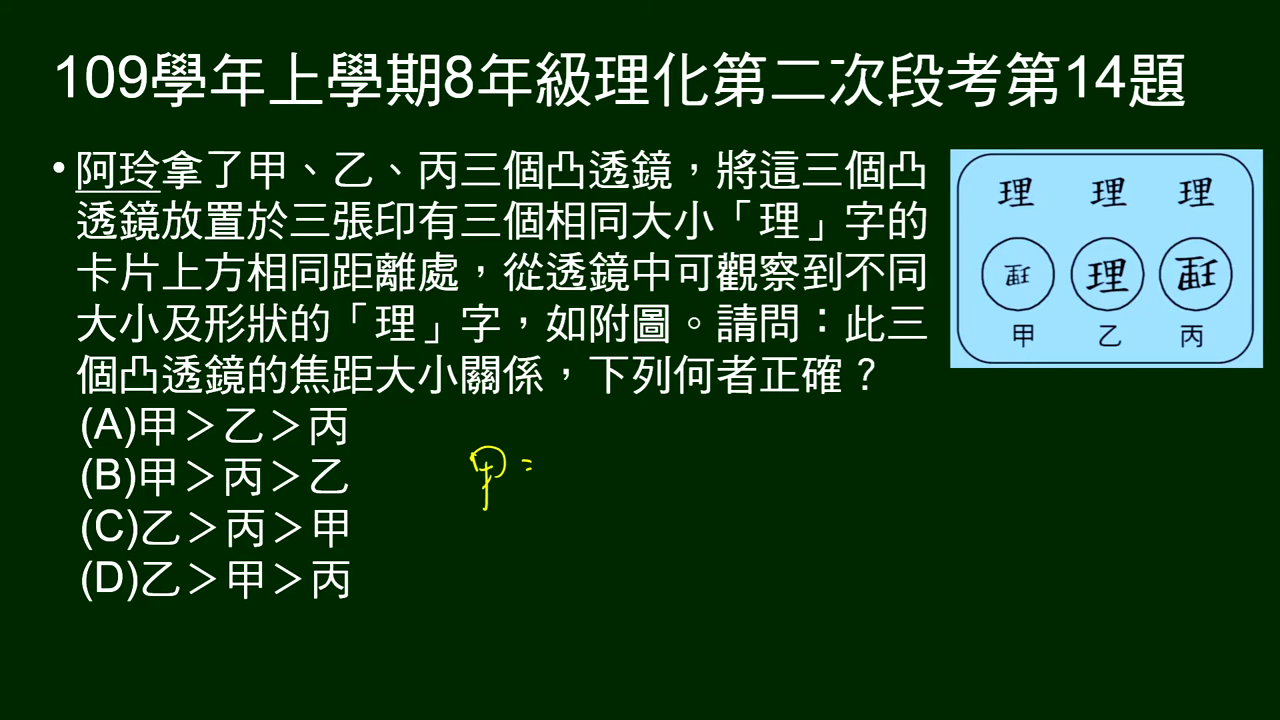 109學年上學期8年級理化第二次段考第14題
•阿玲拿了甲、乙、丙三個凸透鏡，將這三個凸
透鏡放置於三張印有三個相同大小「理」字的
卡片上方相同距離處，從透鏡中可觀察到不同
大小及形狀的「理」字，如附圖。請問：此三
個凸透鏡的焦距大小關係，下列何者正確？
(A)甲＞乙＞丙
(B)甲＞丙＞乙
(C)乙＞丙＞甲
(D)乙＞甲＞丙
理 理 理
理 理 理
甲 乙 丙
p =